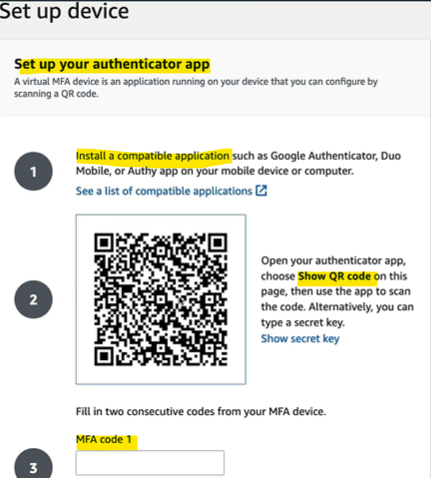 Set up device
Set up your authenticator app
A virtual MFA device is an application running on your device that you can configure by
scanning a QR code.
1
Install a compatible application such as Google Authenticator, Duo
Mobile, or Authy app on your mobile device or computer.
See a list of compatible applications
2
Open your authenticator app,
choose Show QR code on this
page, then use the app to scan
the code. Alternatively, you can
type a secret key.
Show secret key
Fill in two consecutive codes from your MFA device.
3
MFA code 1